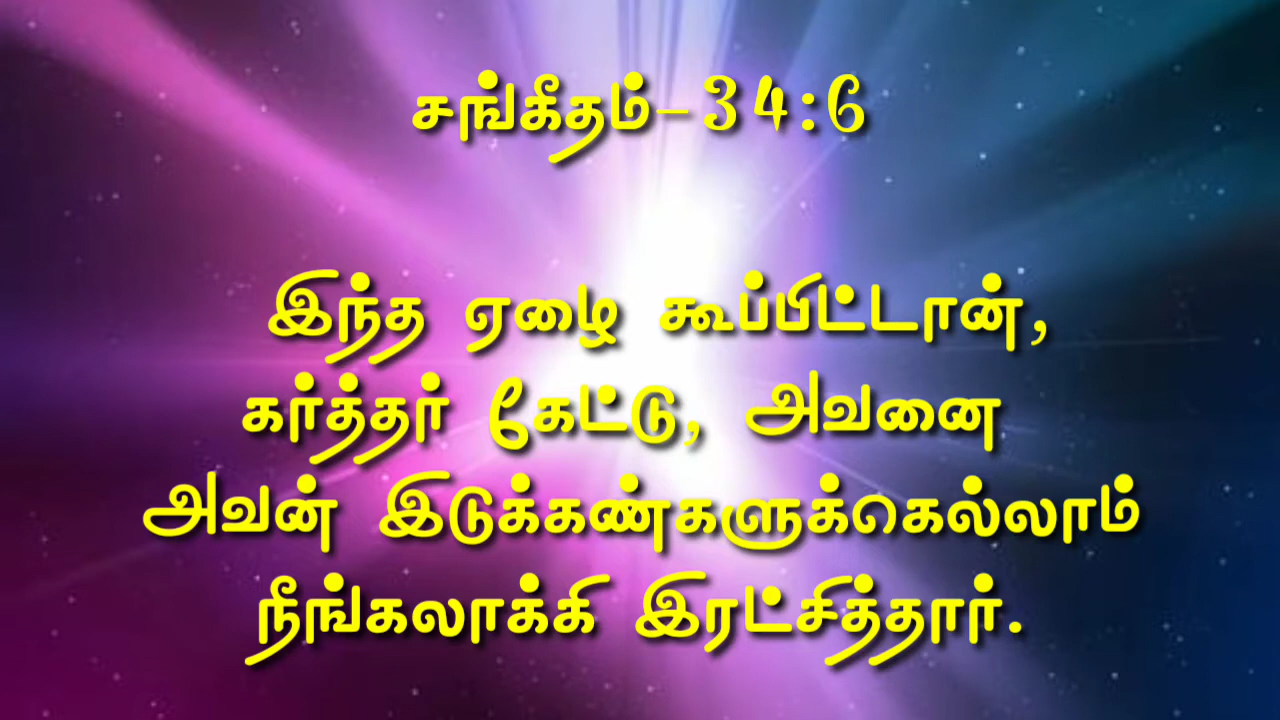 சங்கீதம்-34:6
இந்த ஏழை கூப்பிட்டான்,
கர்த்தர் கேட்டு, அவனை
அவன் இடுக்கண்களுக்கெல்லாம்
நீங்கலாக்கி இரட்சித்தார்.